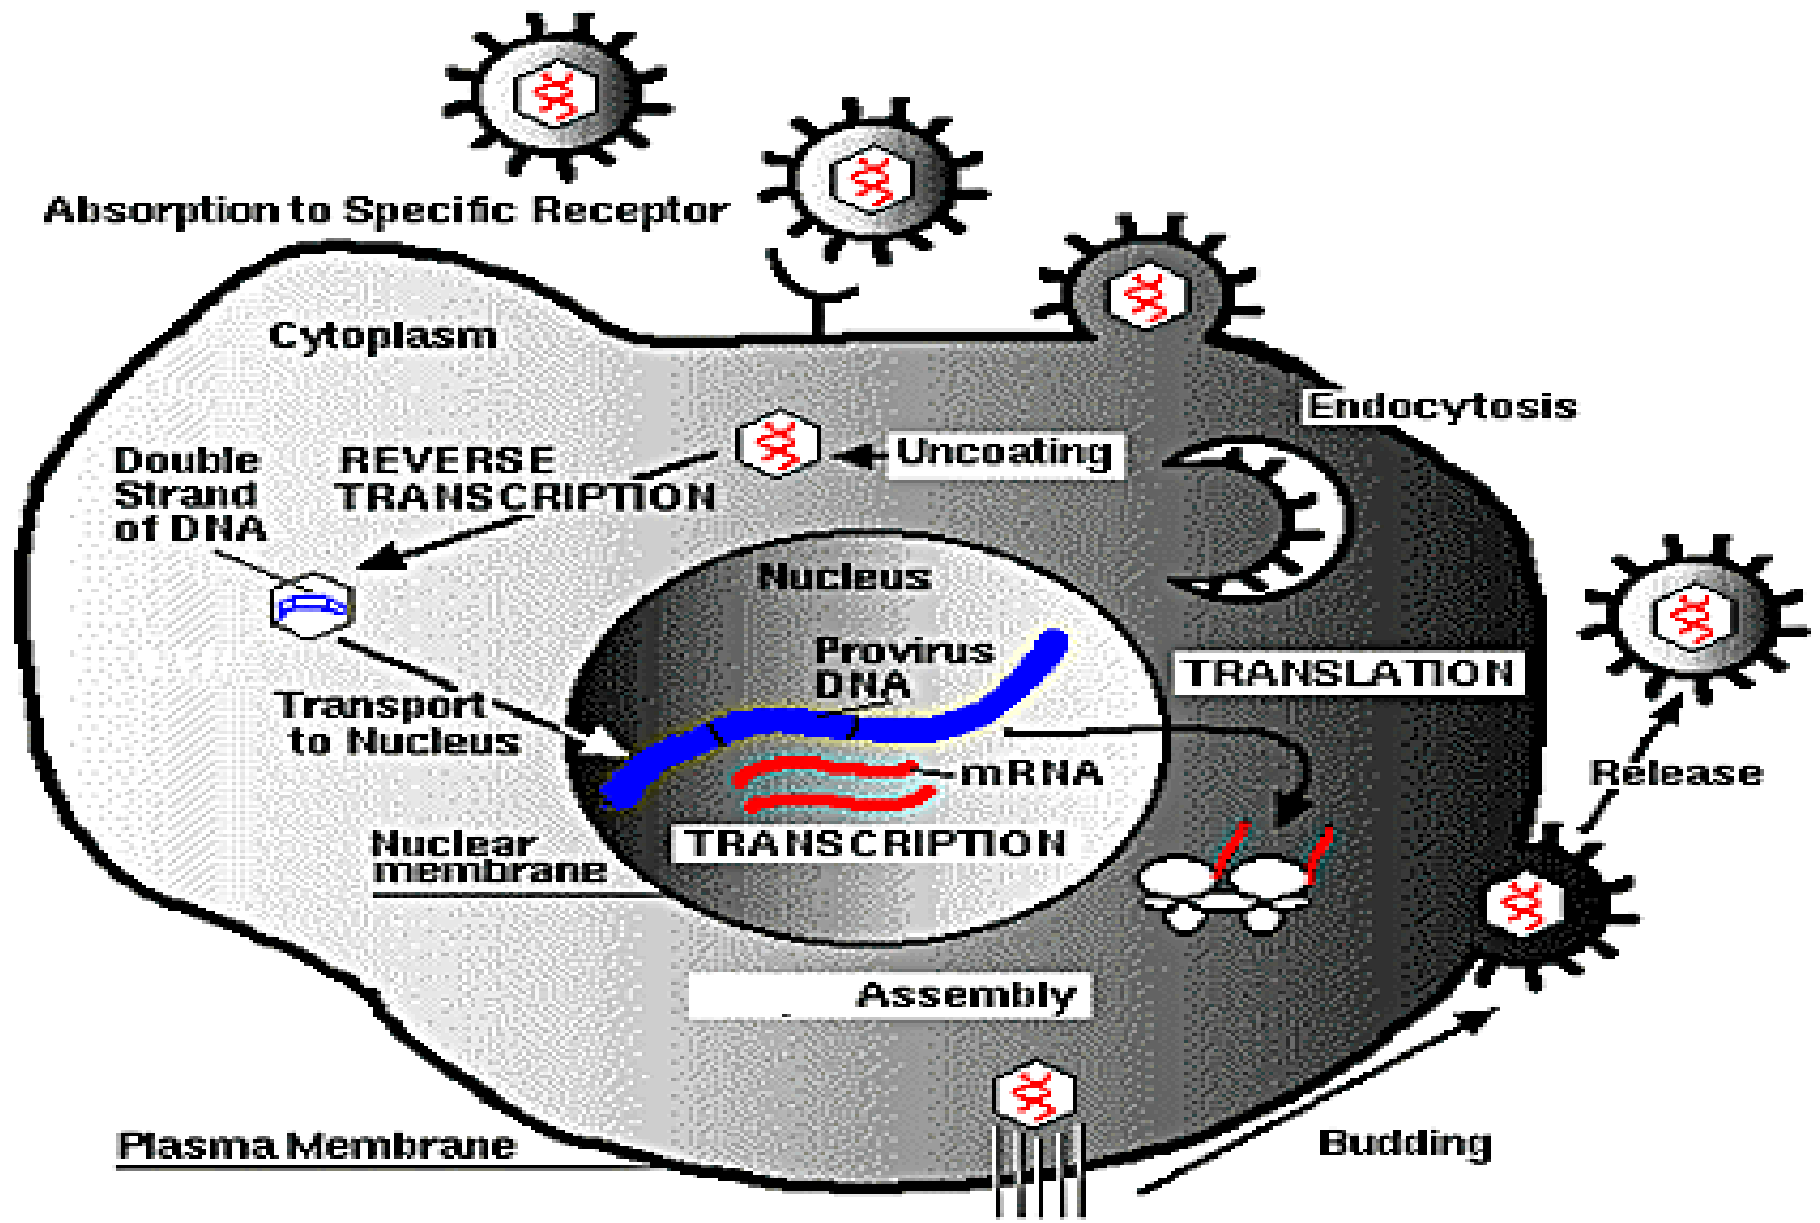 Absorption to Specific Receptor
Cytoplasm
Endocytosis
Uncoating
Double
Strand
of DNA
REVERSE
TRANSCRIPTION
Nucleus
Provirus
DNA
TRANSLATION
Transport
to Nucleus
mRNA
Release
TRANSCRIPTION
Nuclear
membrane
Assembly
Plasma Membrane
Budding